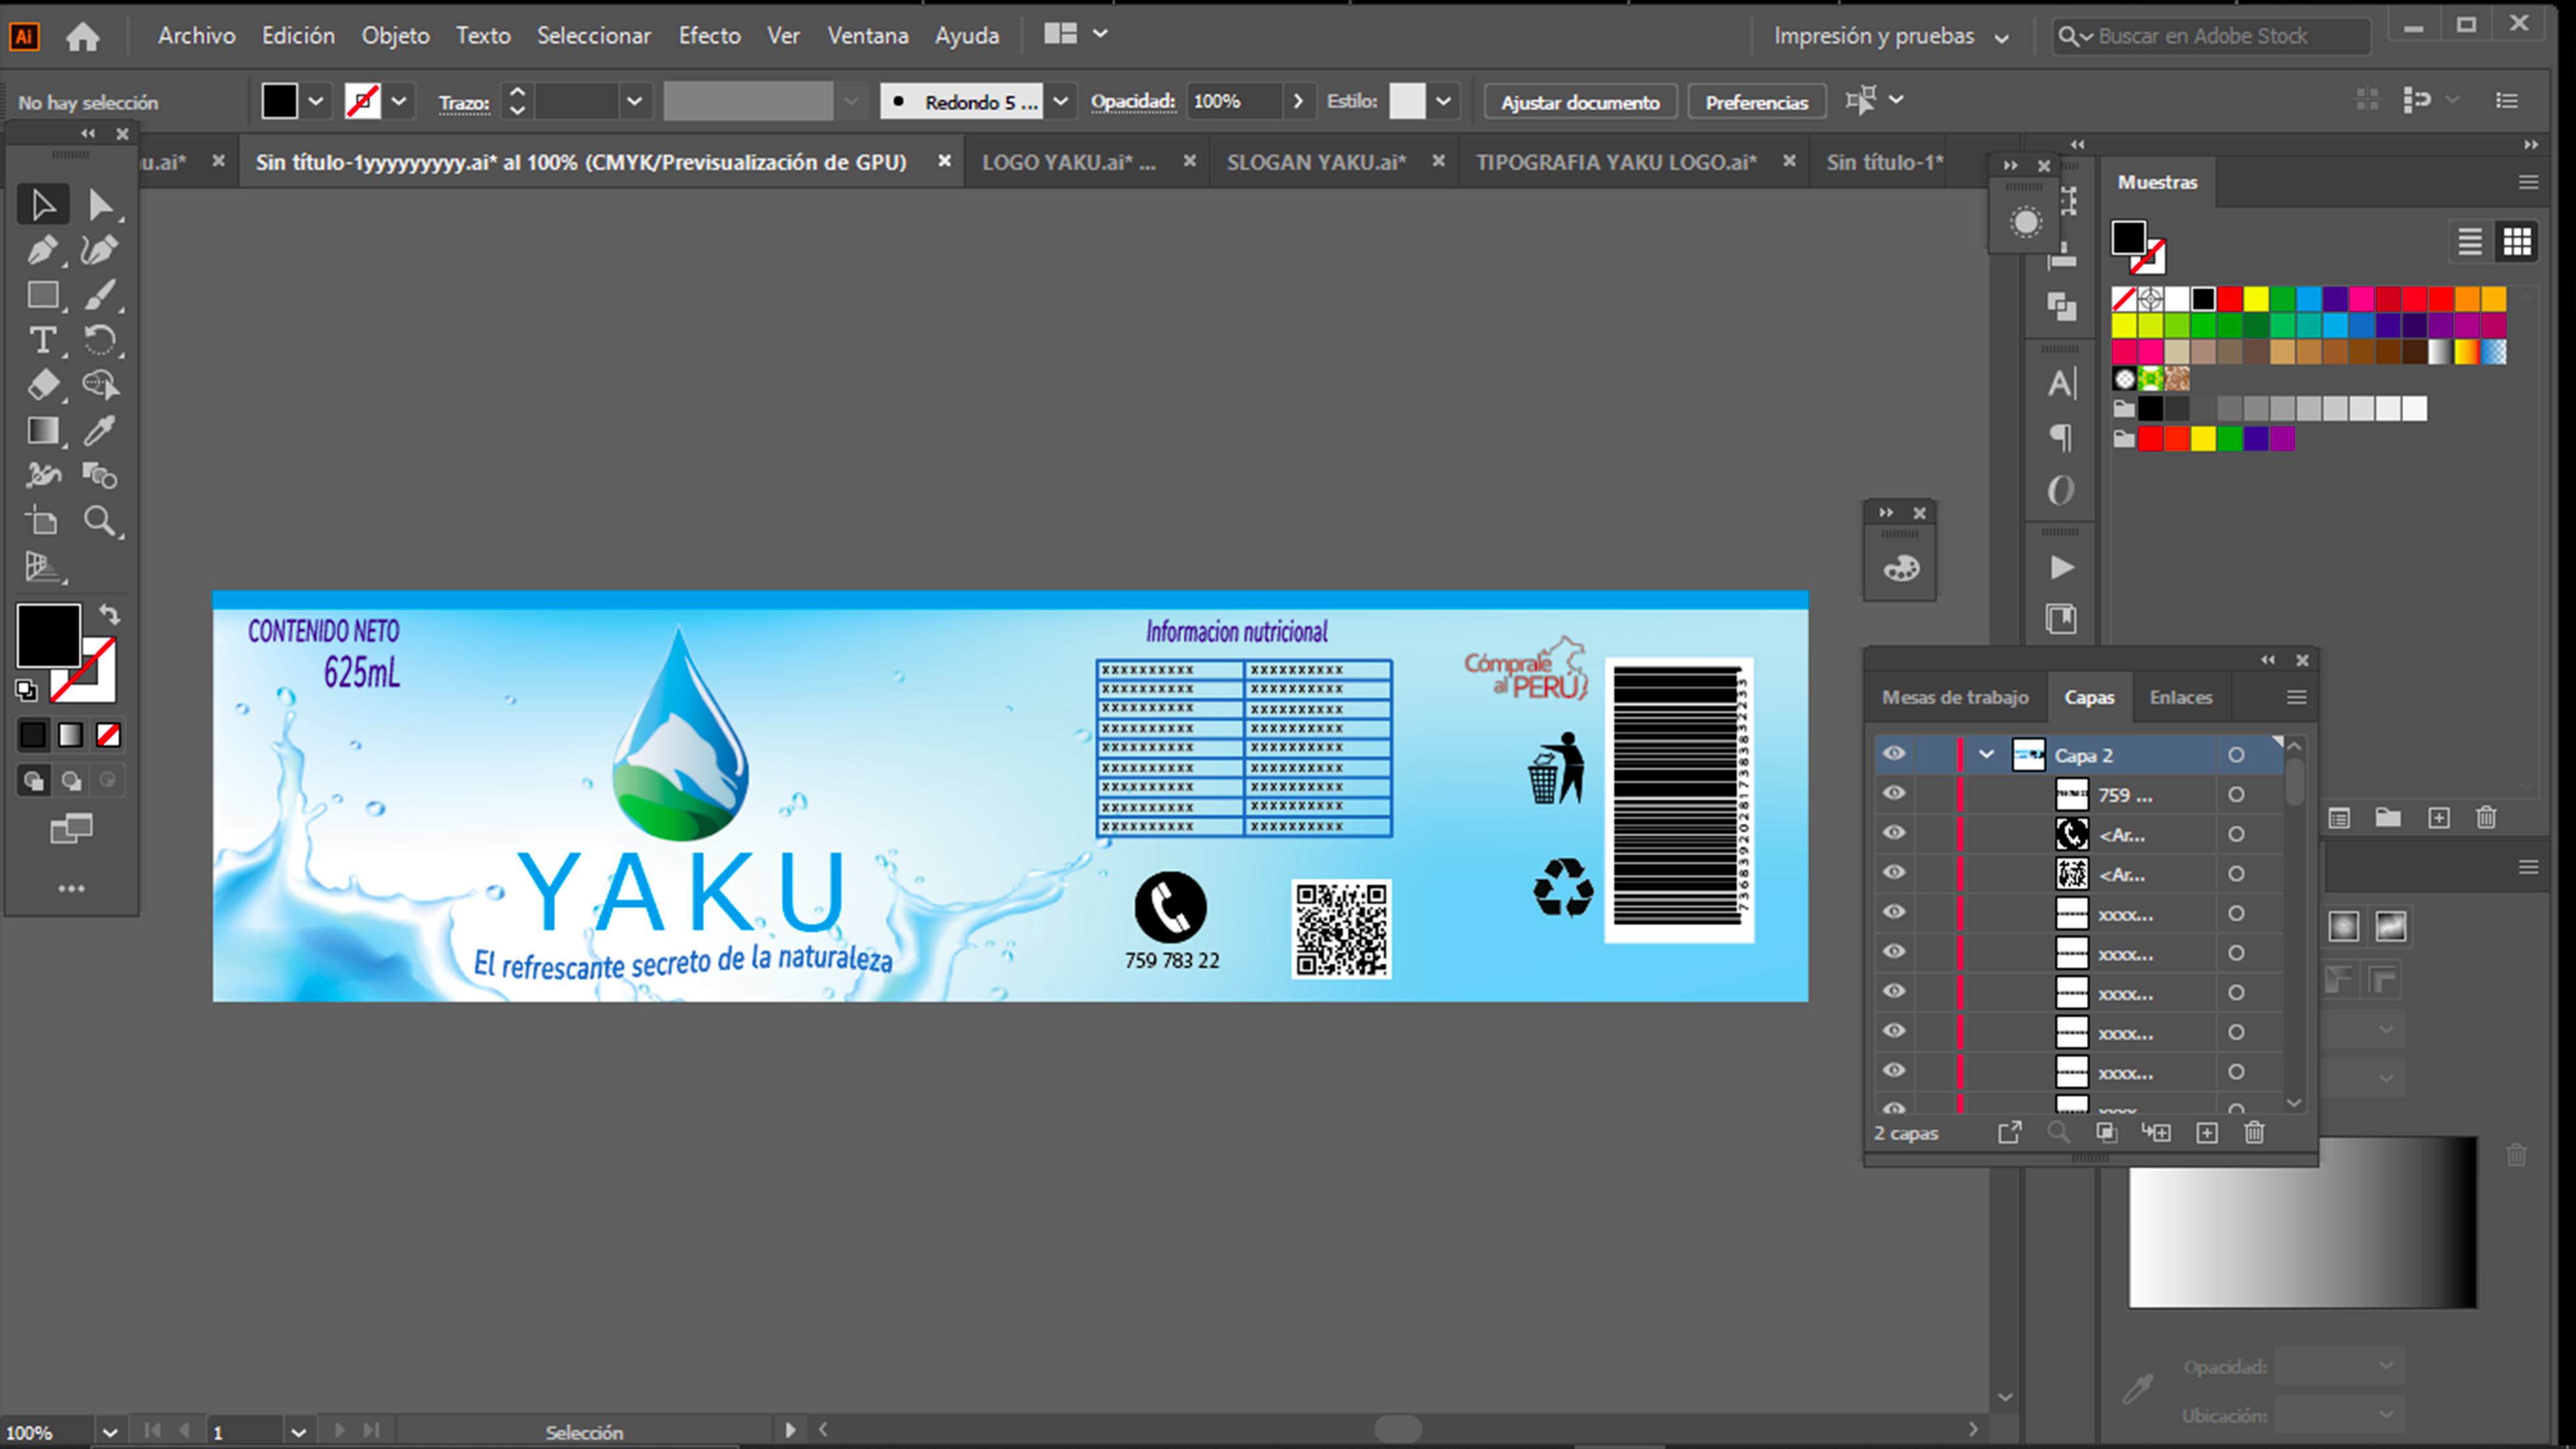 Ai Archivo Edición Objeto Texto Seleccionar Efecto Ver Ventana Ayuda Impresión y pruebas Buscar en Adobe Stock
No hay selección Trazo: Redondo 5 ... Opacidad: 100% Estilo: Ajustar documento Preferencias
u.ai* Sin título-1yyyyyyyyy.ai* al 100% (CMYK/Previsualización de GPU) LOGO YAKU.ai* ... SLOGAN YAKU.ai* TIPOGRAFIA YAKU LOGO.ai* Sin título-1*
Muestras
CONTENIDO NETO
625mL
YAKU
El refrescante secreto de la naturaleza
Informacion nutricional
xxxxxxxxxx xxxxxxxxxx
xxxxxxxxxx xxxxxxxxxx
xxxxxxxxxx xxxxxxxxxx
xxxxxxxxxx xxxxxxxxxx
xxxxxxxxxx xxxxxxxxxx
xxxxxxxxxx xxxxxxxxxx
xxxxxxxxxx xxxxxxxxxx
xxxxxxxxxx xxxxxxxxxx
xxxxxxxxxx xxxxxxxxxx
759 783 22
Cómprale
al PERU
Mesas de trabajo Capas Enlaces
Capa 2
759 ...
<Ar...
<Ar...
xxxx...
xxxx...
xxxx...
xxxx...
xxxx...
2 capas
Opacidad:
Ubicación:
100% 1 Selección